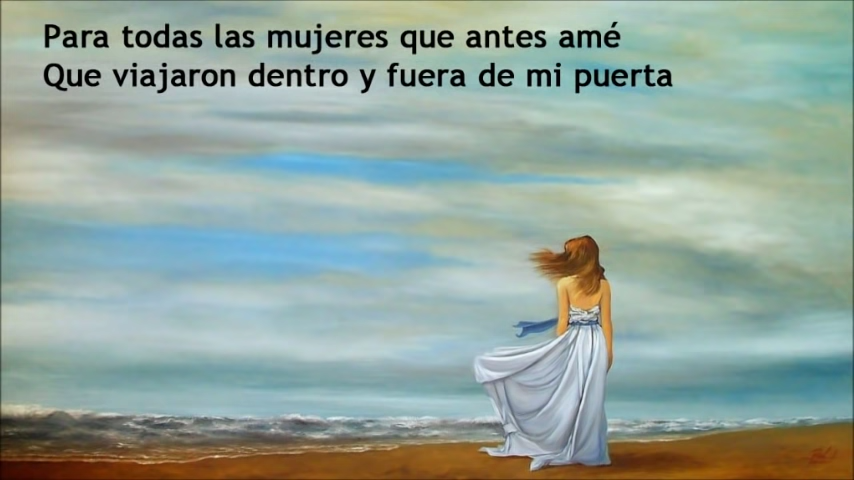 Para todas las mujeres que antes amé
Que viajaron dentro y fuera de mi puerta